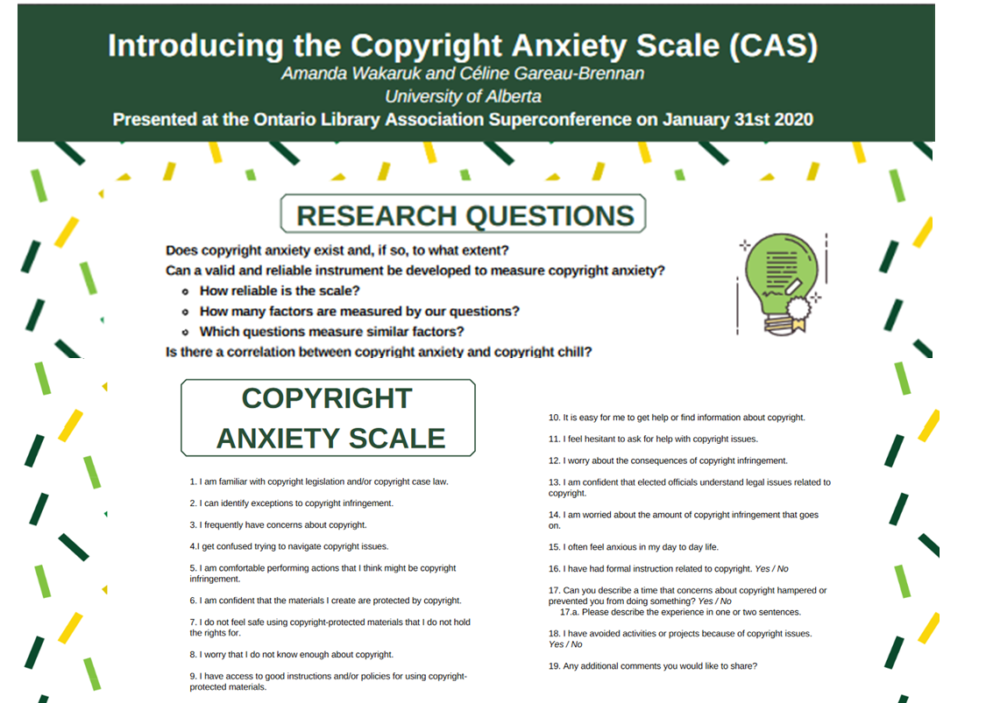 Introducing the Copyright Anxiety Scale (CAS)
Amanda Wakaruk and Céline Gareau-Brennan
University of Alberta
Presented at the Ontario Library Association Superconference on January 31st 2020
RESEARCH QUESTIONS
Does copyright anxiety exist and, if so, to what extent?
Can a valid and reliable instrument be developed to measure copyright anxiety?
How reliable is the scale?
How many factors are measured by our questions?
Which questions measure similar factors?
Is there a correlation between copyright anxiety and copyright chill?
COPYRIGHT
ANXIETY SCALE
1. I am familiar with copyright legislation and/or copyright case law.
2. I can identify exceptions to copyright infringement.
3. I frequently have concerns about copyright.
4.I get confused trying to navigate copyright issues.
5. I am comfortable performing actions that I think might be copyright
infringement.
6. I am confident that the materials I create are protected by copyright.
7. I do not feel safe using copyright-protected materials that I do not hold
the rights for.
8. I worry that I do not know enough about copyright.
9. I have access to good instructions and/or policies for using copyright-
protected materials.
10. It is easy for me to get help or find information about copyright.
11. I feel hesitant to ask for help with copyright issues.
12. I worry about the consequences of copyright infringement.
13. I am confident that elected officials understand legal issues related to
copyright.
14. I am worried about the amount of copyright infringement that goes
on.
15. I often feel anxious in my day to day life.
16. I have had formal instruction related to copyright. Yes / No
17. Can you describe a time that concerns about copyright hampered or
prevented you from doing something? Yes / No
17.a. Please describe the experience in one or two sentences.
18. I have avoided activities or projects because of copyright issues.
Yes / No
19. Any additional comments you would like to share?